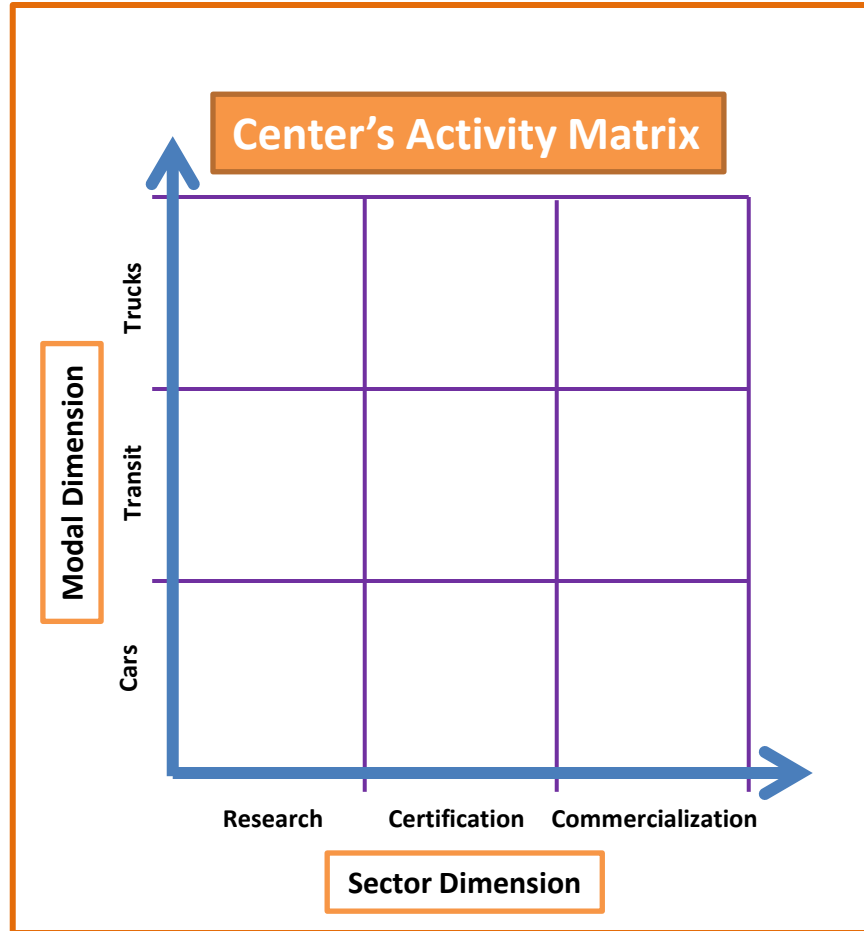 Center's Activity Matrix
Trucks
Transit
Cars
Modal Dimension
Research
Certification
Commercialization
Sector Dimension